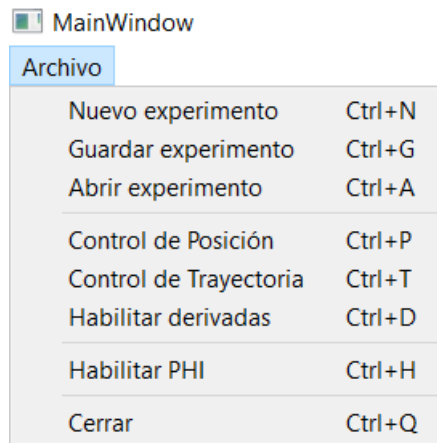 MainWindow
Archivo
Nuevo experimento Ctrl+N
Guardar experimento Ctrl+G
Abrir experimento Ctrl+A
Control de Posición Ctrl+P
Control de Trayectoria Ctrl+T
Habilitar derivadas Ctrl+D
Habilitar PHI Ctrl+H
Cerrar Ctrl+Q